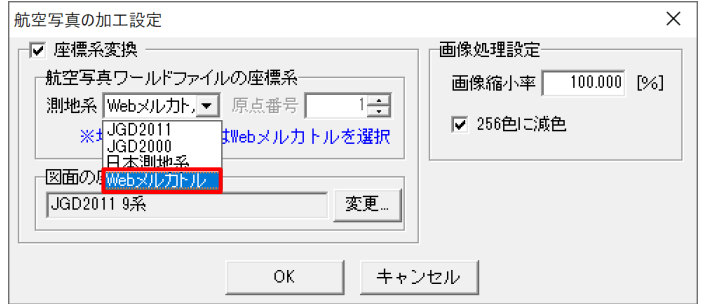 航空写真の加工設定
座標系変換
航空写真ワールドファイルの座標系
測地系 Webメルカト 原点番号 1
JGD2011
JGD2000
日本測地系
Webメルカトル
はWebメルカトルを選択
図面の
JGD2011 9系 変更...
画像処理設定
画像縮小率 100.000 [%]
256色に減色
OK キャンセル